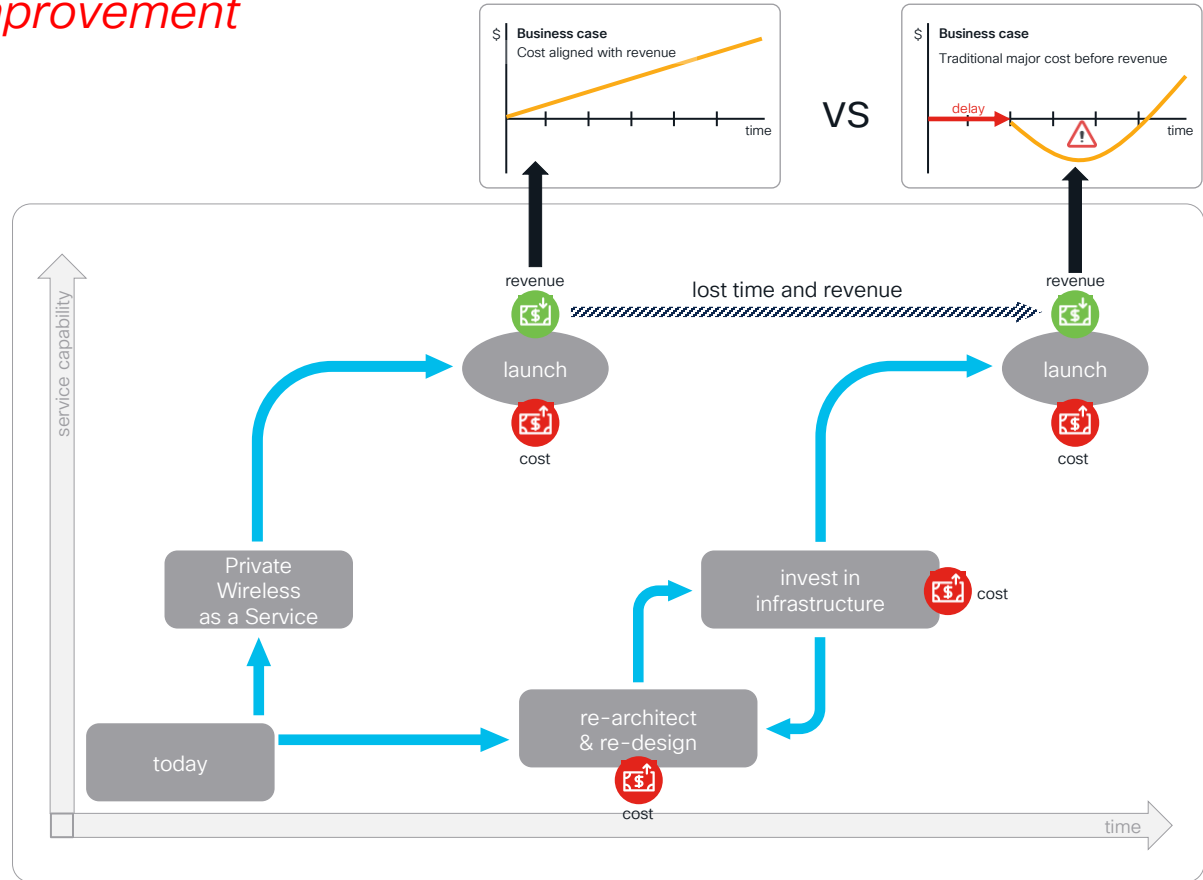 $ Business case
Cost aligned with revenue
time
vs
$ Business case
Traditional major cost before revenue
delay
time
revenue
lost time and revenue
revenue
service capability
launch
launch
cost
cost
Private
Wireless
as a Service
invest in
infrastructure
cost
re-architect
& re-design
today
cost
time